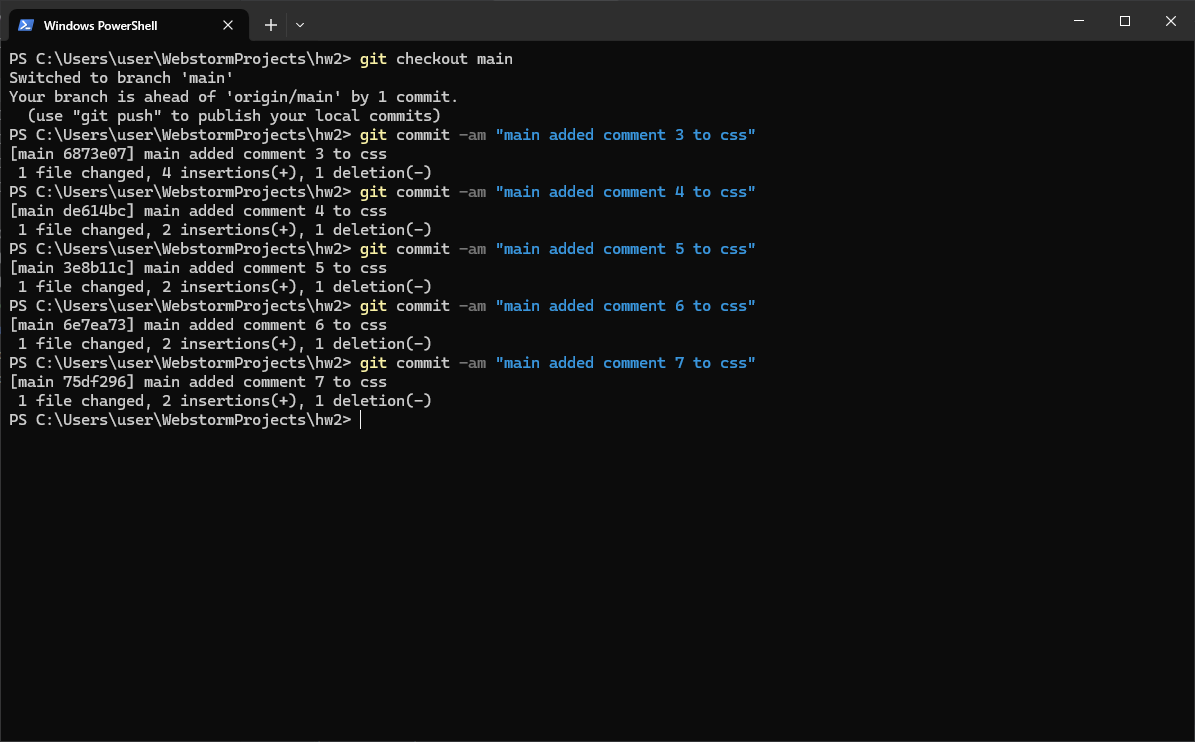 Windows PowerShell
PS C:\Users\user\WebstormProjects\hw2> git checkout main
Switched to branch 'main'
Your branch is ahead of 'origin/main' by 1 commit.
  (use "git push" to publish your local commits)
PS C:\Users\user\WebstormProjects\hw2> git commit -am "main added comment 3 to css"
[main 6873e07] main added comment 3 to css
 1 file changed, 4 insertions(+), 1 deletion(-)
PS C:\Users\user\WebstormProjects\hw2> git commit -am "main added comment 4 to css"
[main de614bc] main added comment 4 to css
 1 file changed, 2 insertions(+), 1 deletion(-)
PS C:\Users\user\WebstormProjects\hw2> git commit -am "main added comment 5 to css"
[main 3e8b11c] main added comment 5 to css
 1 file changed, 2 insertions(+), 1 deletion(-)
PS C:\Users\user\WebstormProjects\hw2> git commit -am "main added comment 6 to css"
[main 6e7ea73] main added comment 6 to css
 1 file changed, 2 insertions(+), 1 deletion(-)
PS C:\Users\user\WebstormProjects\hw2> git commit -am "main added comment 7 to css"
[main 75df296] main added comment 7 to css
 1 file changed, 2 insertions(+), 1 deletion(-)
PS C:\Users\user\WebstormProjects\hw2>